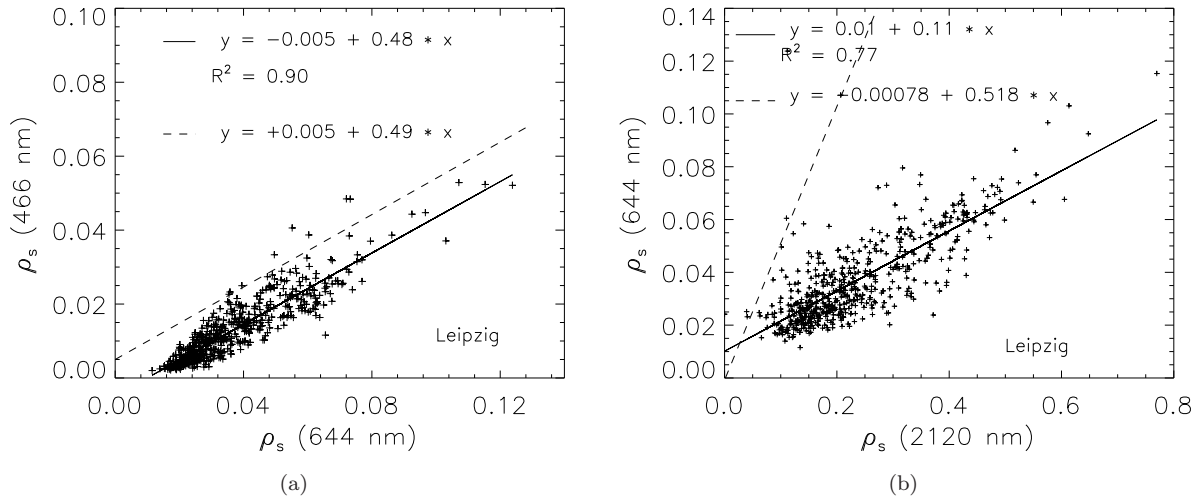 y = −0.005 + 0.48 * x
R² = 0.90
y = +0.005 + 0.49 * x
Leipzig
0.10
0.08
0.06
0.04
0.02
0.00
ρs (466 nm)
0.00 0.04 0.08 0.12
ρs (644 nm)
(a)
y = 0.01 + 0.11 * x
R² = 0.77
y = −0.00078 + 0.518 * x
Leipzig
0.14
0.12
0.10
0.08
0.06
0.04
0.02
0.00
ρs (644 nm)
0.0 0.2 0.4 0.6 0.8
ρs (2120 nm)
(b)